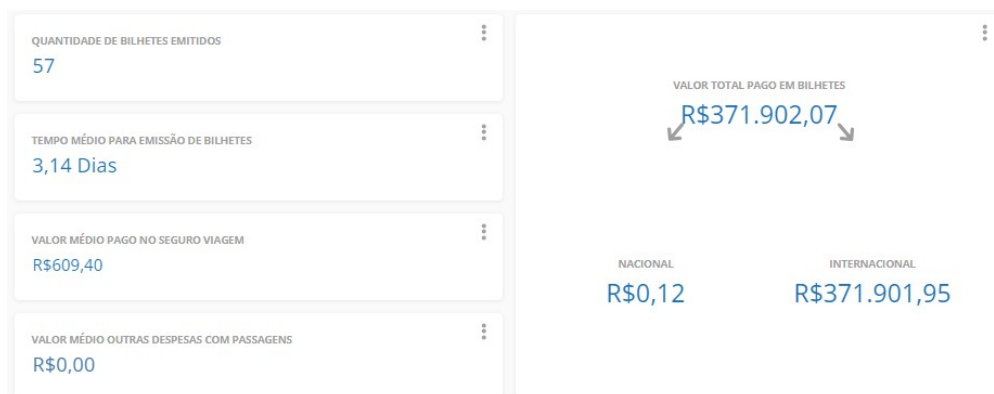 QUANTIDADE DE BILHETES EMITIDOS
57
TEMPO MÉDIO PARA EMISSÃO DE BILHETES
3,14 Dias
VALOR MÉDIO PAGO NO SEGURO VIAGEM
R$609,40
VALOR MÉDIO OUTRAS DESPESAS COM PASSAGENS
R$0,00
VALOR TOTAL PAGO EM BILHETES
R$371.902,07
NACIONAL
R$0,12
INTERNACIONAL
R$371.901,95